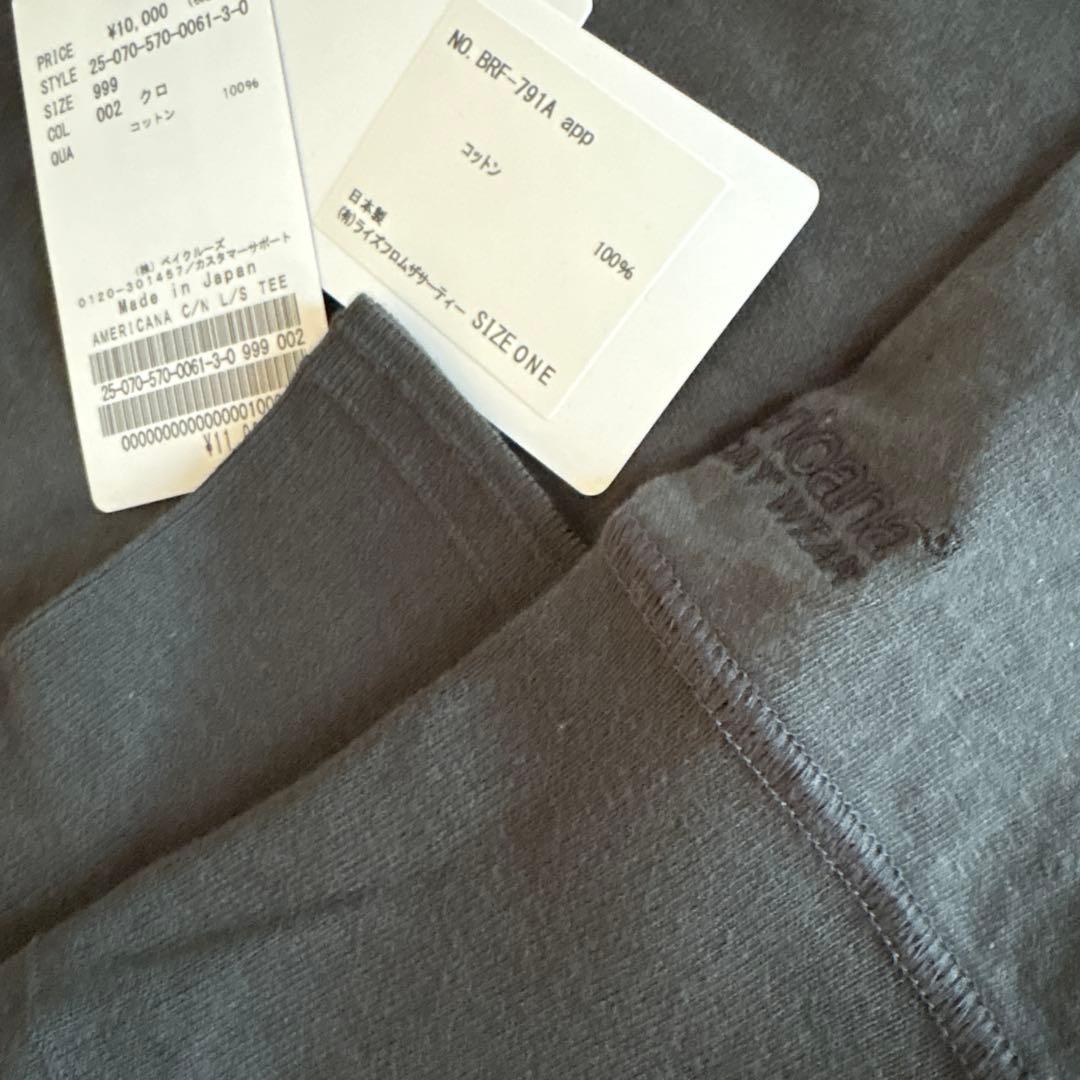 PRICE ¥10,000
STYLE 25-070-570-0061-3-0
SIZE 999
COL 002 クロ
QUA コットン 100%
(株) ベイクルーズ
0120-301457/カスタマーサポート
Made in Japan
AMERICANA C/N L/S TEE
25-070-570-0061-3-0 999 002
¥11
NO. BRF-791A app
コットン
100%
日本製
(有)ライズフロムザサーティー
SIZE ONE